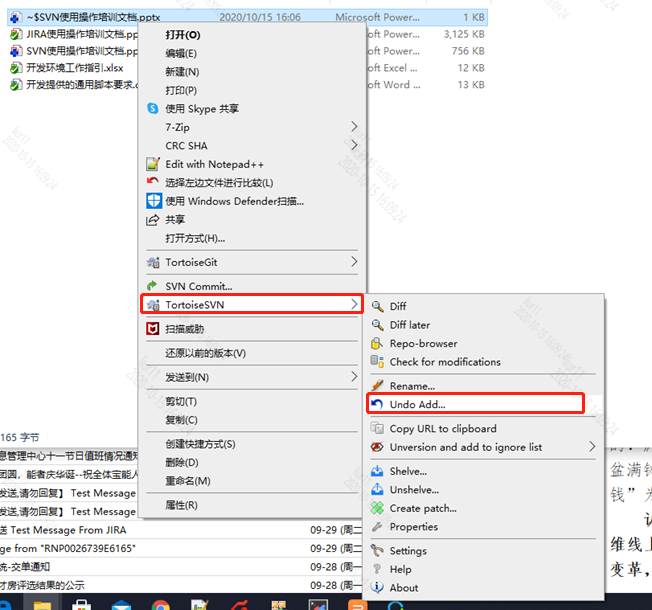 ~$SVN使用操作培训文档.pptx 2020/10/15 16:06 Microsoft Power... 1 KB
JIRA使用操作培训文档.pp oft Power... 3,125 KB
SVN使用操作培训文档.pp oft Power... 756 KB
开发环境工作指引.xlsx oft Excel ... 12 KB
开发提供的通用脚本要求. oft Word ... 13 KB
打开(O)
编辑(E)
新建(N)
打印(P)
使用 Skype 共享
7-Zip
CRC SHA
Edit with Notepad++
选择左边文件进行比较(L)
使用 Windows Defender扫描...
共享
打开方式(H)...
TortoiseGit
SVN Commit...
TortoiseSVN
扫描威胁
还原以前的版本(V)
发送到(N)
剪切(T)
复制(C)
创建快捷方式(S)
删除(D)
重命名(M)
属性(R)
Diff
Diff later
Repo-browser
Check for modifications
Rename...
Undo Add...
Copy URL to clipboard
Unversion and add to ignore list
Shelve...
Unshelve...
Create patch...
Properties
Settings
Help
About
165 字节
息管理中心十一节日值班情况通知
团圆，能者庆华诞--祝全体宝能人
发送,请勿回复】 Test Message
发送,请勿回复】 Test Message
送 Test Message From JIRA 09-29 (周二
ge from "RNP0026739E6165" 09-29 (周二
统-交单通知 09-28 (周一
才房评选结果的公示 09-28 (周一
盆满钵
钱”为
维线上
变革，
2020-10-15 16:09:24